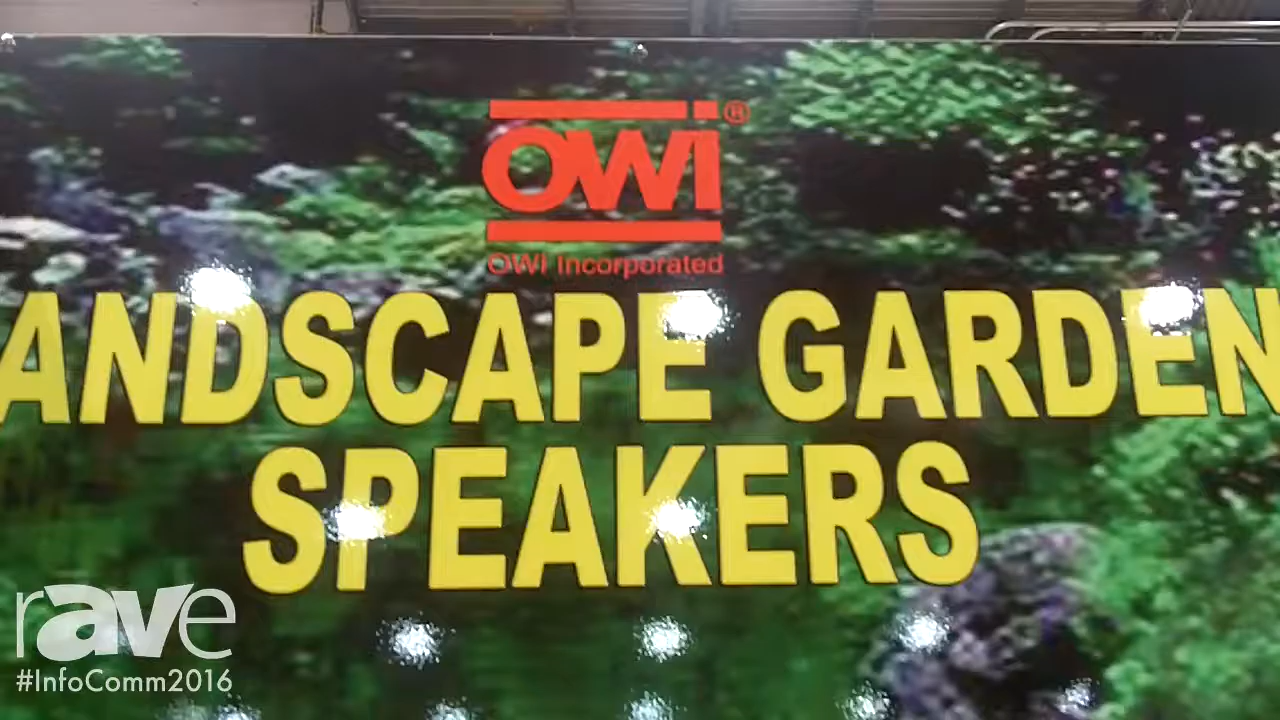 OWI®
OWI Incorporated
ANDSCAPE GARDEN
SPEAKERS
rave
#InfoComm2016